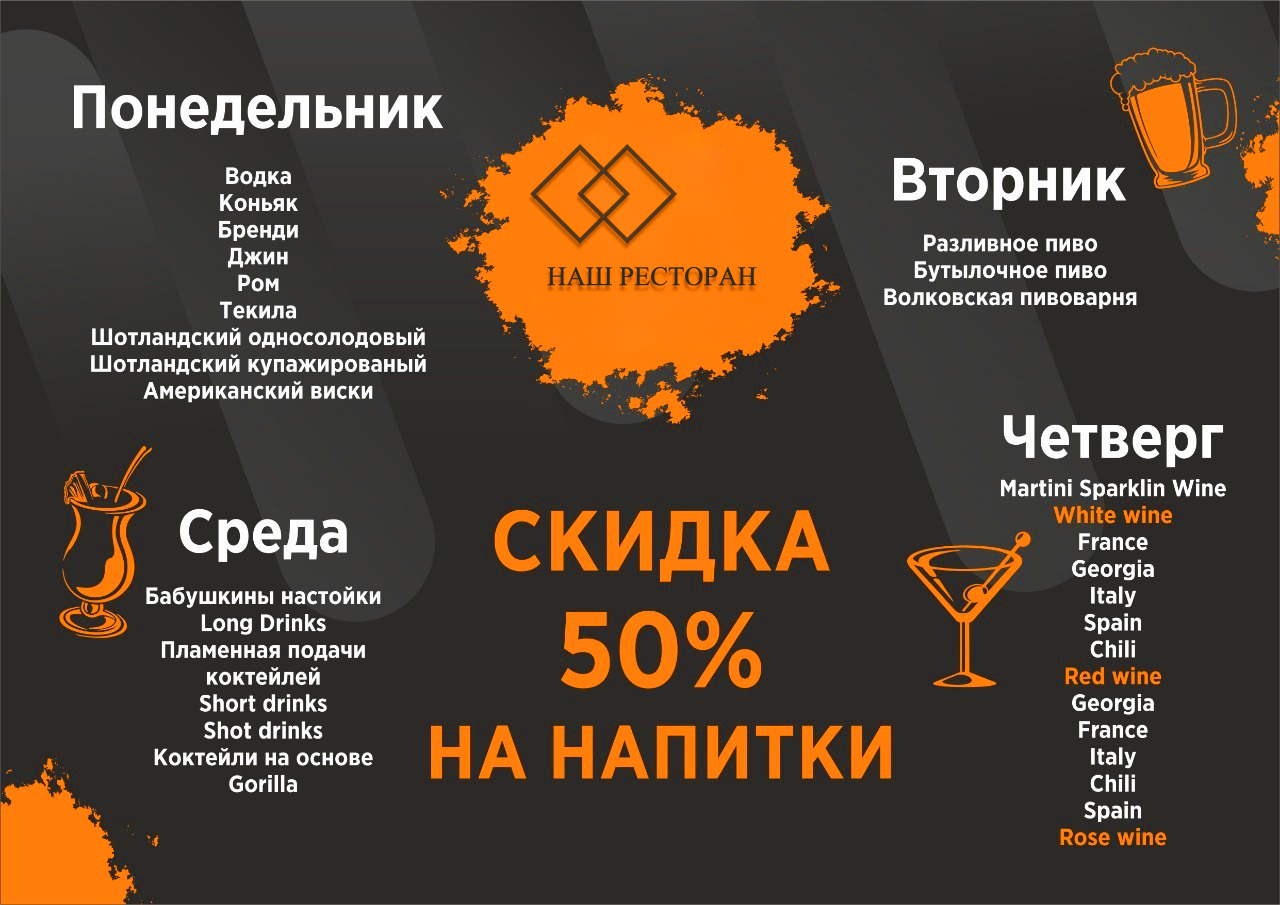 Понедельник
Водка
Коньяк
Бренди
Джин
Ром
Текила
Шотландский односолодовый
Шотландский купажированый
Американский виски
НАШ РЕСТОРАН
Вторник
Разливное пиво
Бутылочное пиво
Волковская пивоварня
Среда
Бабушкины настойки
Long Drinks
Пламенная подачи
коктейлей
Short drinks
Shot drinks
Коктейли на основе
Gorilla
СКИДКА
50%
НА НАПИТКИ
Четверг
Martini Sparklin Wine
White wine
France
Georgia
Italy
Spain
Chili
Red wine
Georgia
France
Italy
Chili
Spain
Rose wine